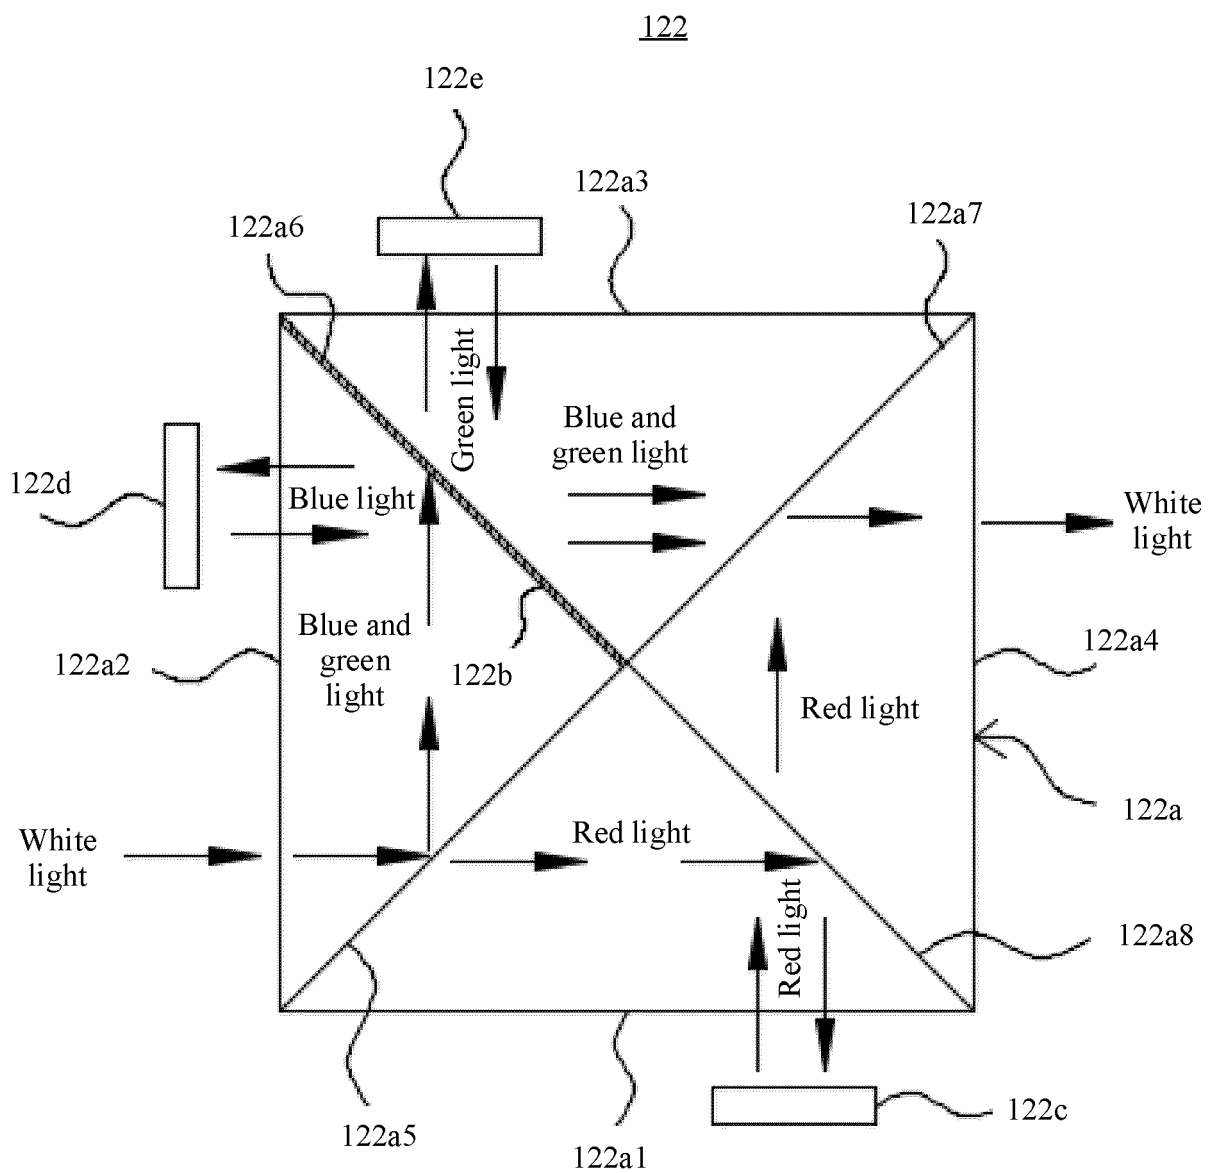 122
122e
122a3
122a7
122a6
Green light
Blue and
green light
122d
Blue light
White
light
Blue and
green
light
122b
122a2
122a4
Red light
122a
White
light
Red light
Red light
122a8
122a5
122a1
122c